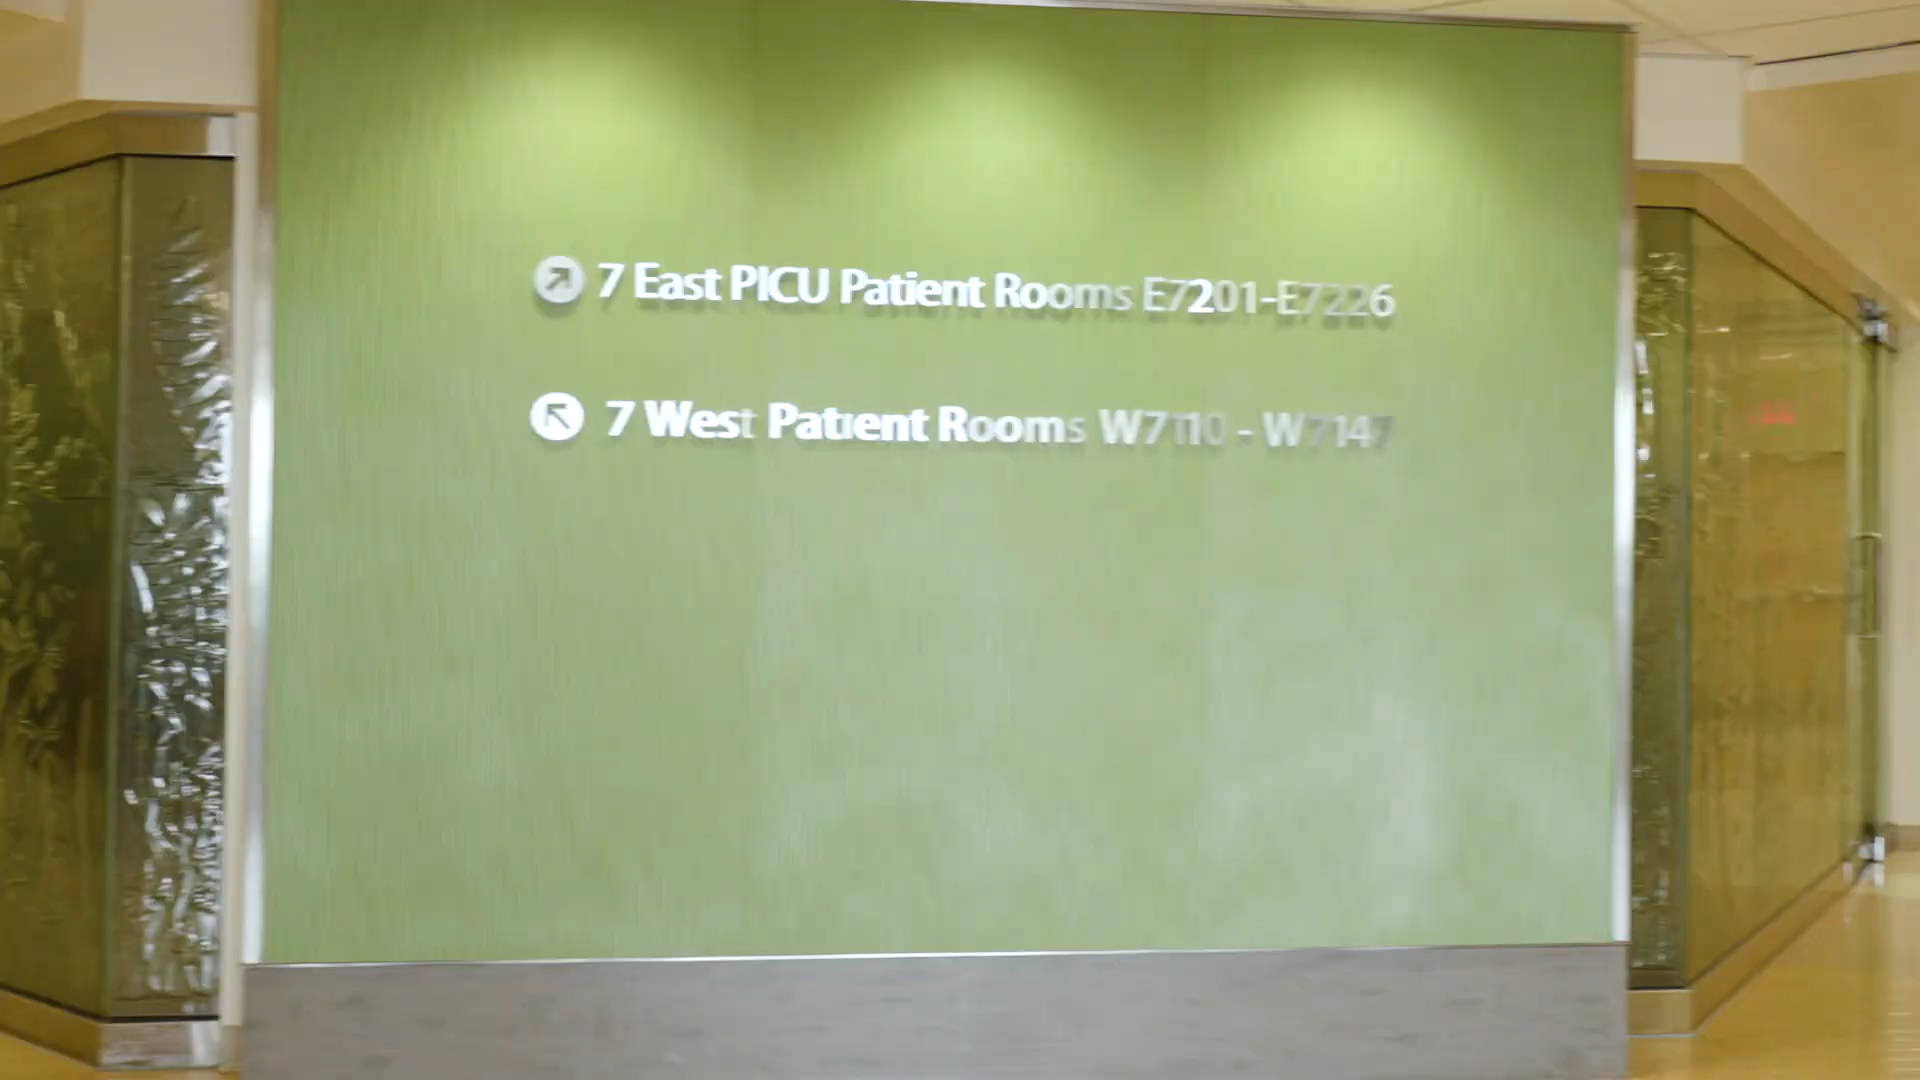 7 East PICU Patient Rooms E7201-E7226
7 West Patient Rooms W7110 - W7147